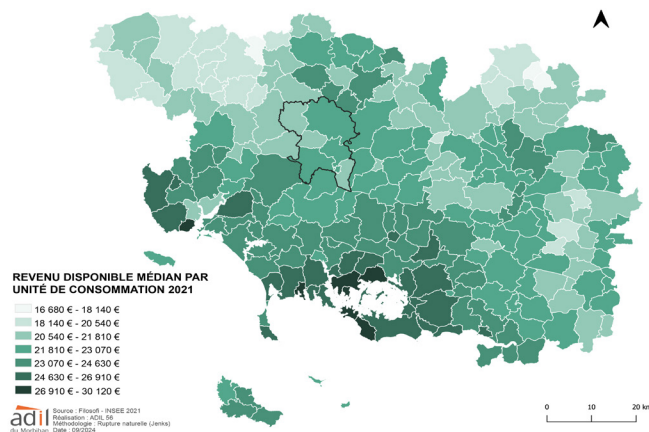 REVENU DISPONIBLE MÉDIAN PAR
UNITÉ DE CONSOMMATION 2021
16 680 € - 18 140 €
18 140 € - 20 540 €
20 540 € - 21 810 €
21 810 € - 23 070 €
23 070 € - 24 630 €
24 630 € - 26 910 €
26 910 € - 30 120 €
adil
du Morbihan
Source : Filosofi - INSEE 2021
Réalisation : ADIL 56
Méthodologie : Rupture naturelle (Jenks)
Date : 09/2024
0 10 20 km